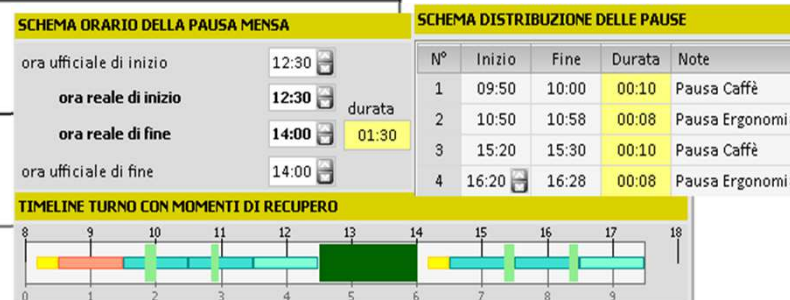 SCHEMA ORARIO DELLA PAUSA MENSA
ora ufficiale di inizio 12:30
ora reale di inizio 12:30
durata
ora reale di fine 14:00 01:30
ora ufficiale di fine 14:00
SCHEMA DISTRIBUZIONE DELLE PAUSE
N° Inizio Fine Durata Note
1 09:50 10:00 00:10 Pausa Caffè
2 10:50 10:58 00:08 Pausa Ergonomi
3 15:20 15:30 00:10 Pausa Caffè
4 16:20 16:28 00:08 Pausa Ergonomi
TIMELINE TURNO CON MOMENTI DI RECUPERO
8 9 10 11 12 13 14 15 16 17 18
0 1 2 3 4 5 6 7 8 9